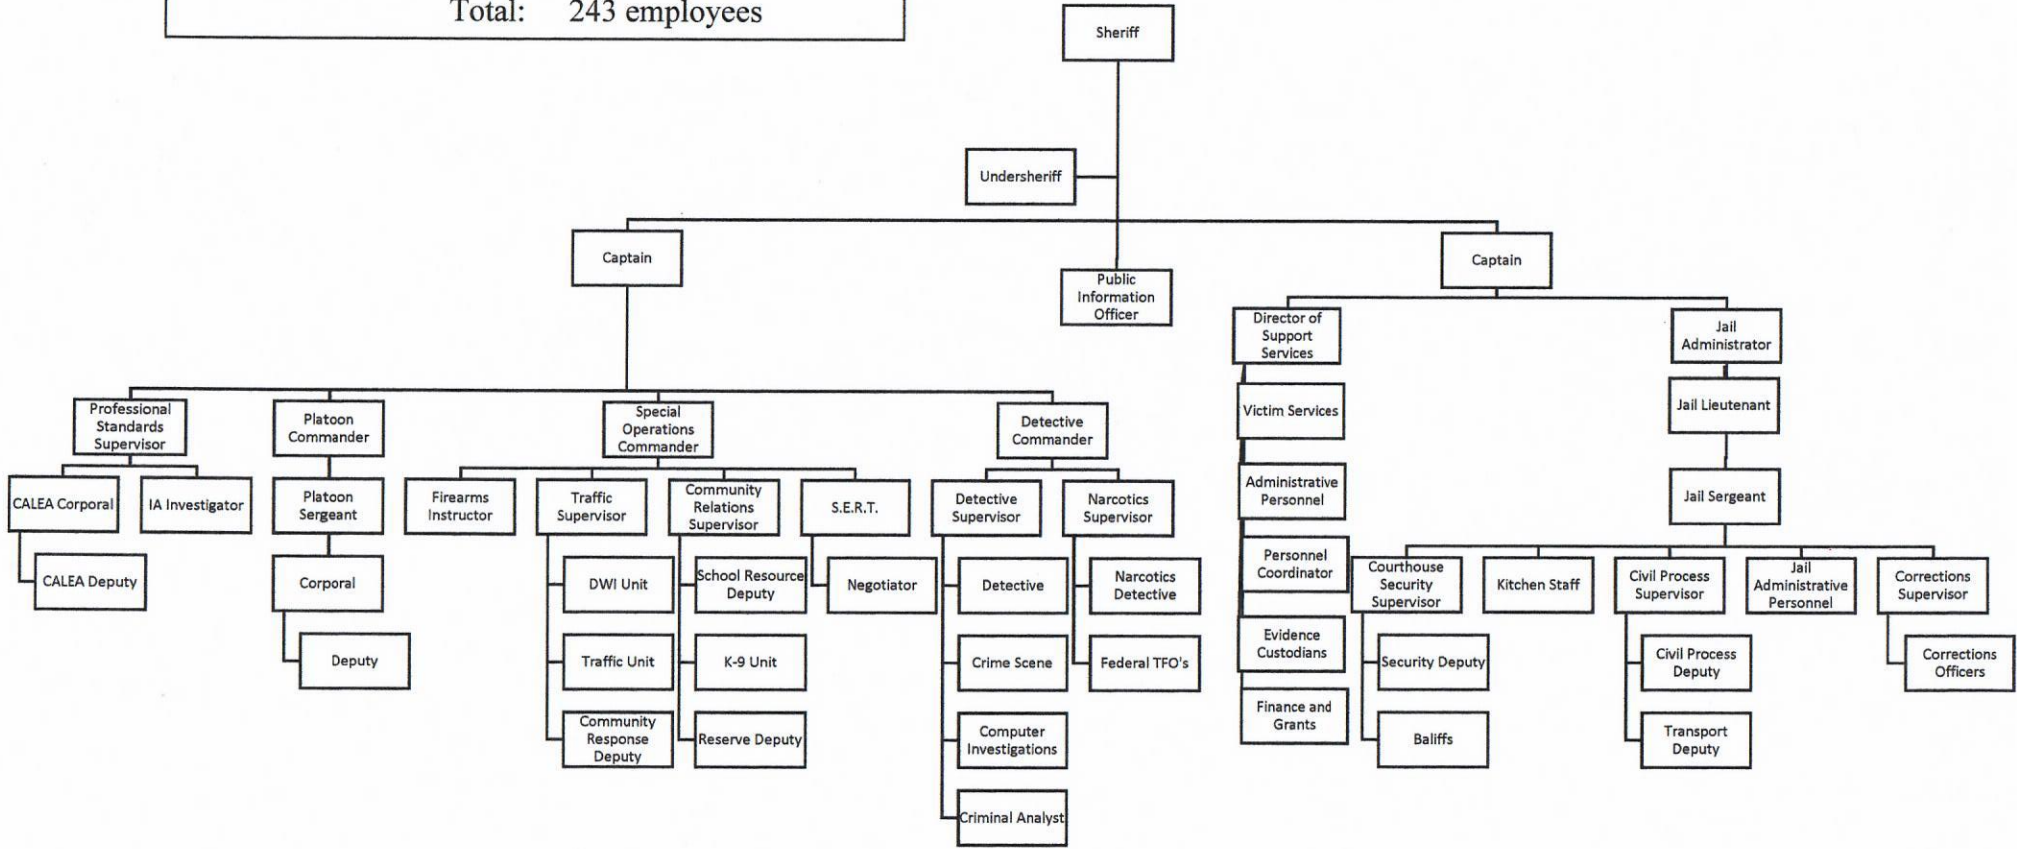 Total: 243 employees
Sheriff
Undersheriff
Captain
Public
Information
Officer
Captain
Director of
Support
Services
Jail
Administrator
Victim Services
Jail Lieutenant
Administrative
Personnel
Jail Sergeant
Personnel
Coordinator
Evidence
Custodians
Finance and
Grants
Professional
Standards
Supervisor
Platoon
Commander
Special
Operations
Commander
Detective
Commander
CALEA Corporal
IA Investigator
Platoon
Sergeant
Firearms
Instructor
Traffic
Supervisor
Community
Relations
Supervisor
S.E.R.T.
Detective
Supervisor
Narcotics
Supervisor
CALEA Deputy
Corporal
Deputy
DWI Unit
Traffic Unit
Community
Response
Deputy
School Resource
Deputy
K-9 Unit
Reserve Deputy
Negotiator
Detective
Crime Scene
Computer
Investigations
Criminal Analyst
Narcotics
Detective
Federal TFO's
Courthouse
Security
Supervisor
Kitchen Staff
Civil Process
Supervisor
Jail
Administrative
Personnel
Corrections
Supervisor
Security Deputy
Baliffs
Civil Process
Deputy
Transport
Deputy
Corrections
Officers